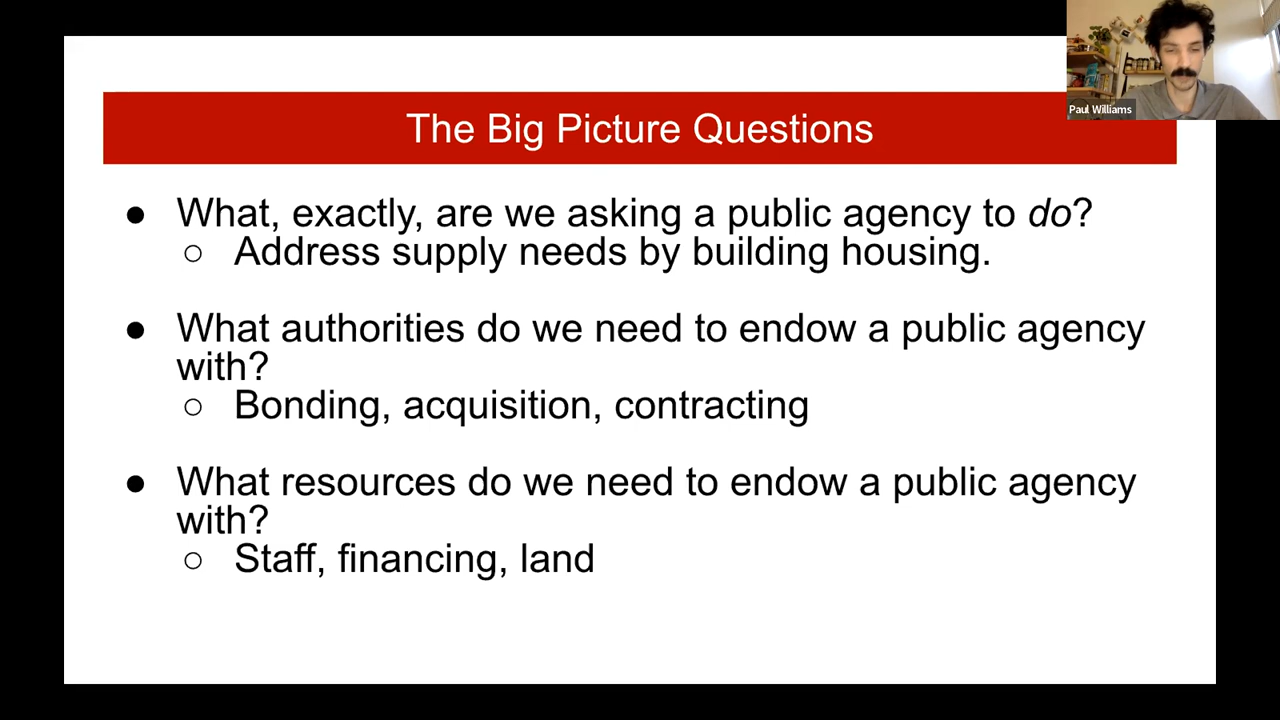 Paul Williams
The Big Picture Questions
● What, exactly, are we asking a public agency to do?
○ Address supply needs by building housing.
● What authorities do we need to endow a public agency
with?
○ Bonding, acquisition, contracting
● What resources do we need to endow a public agency
with?
○ Staff, financing, land